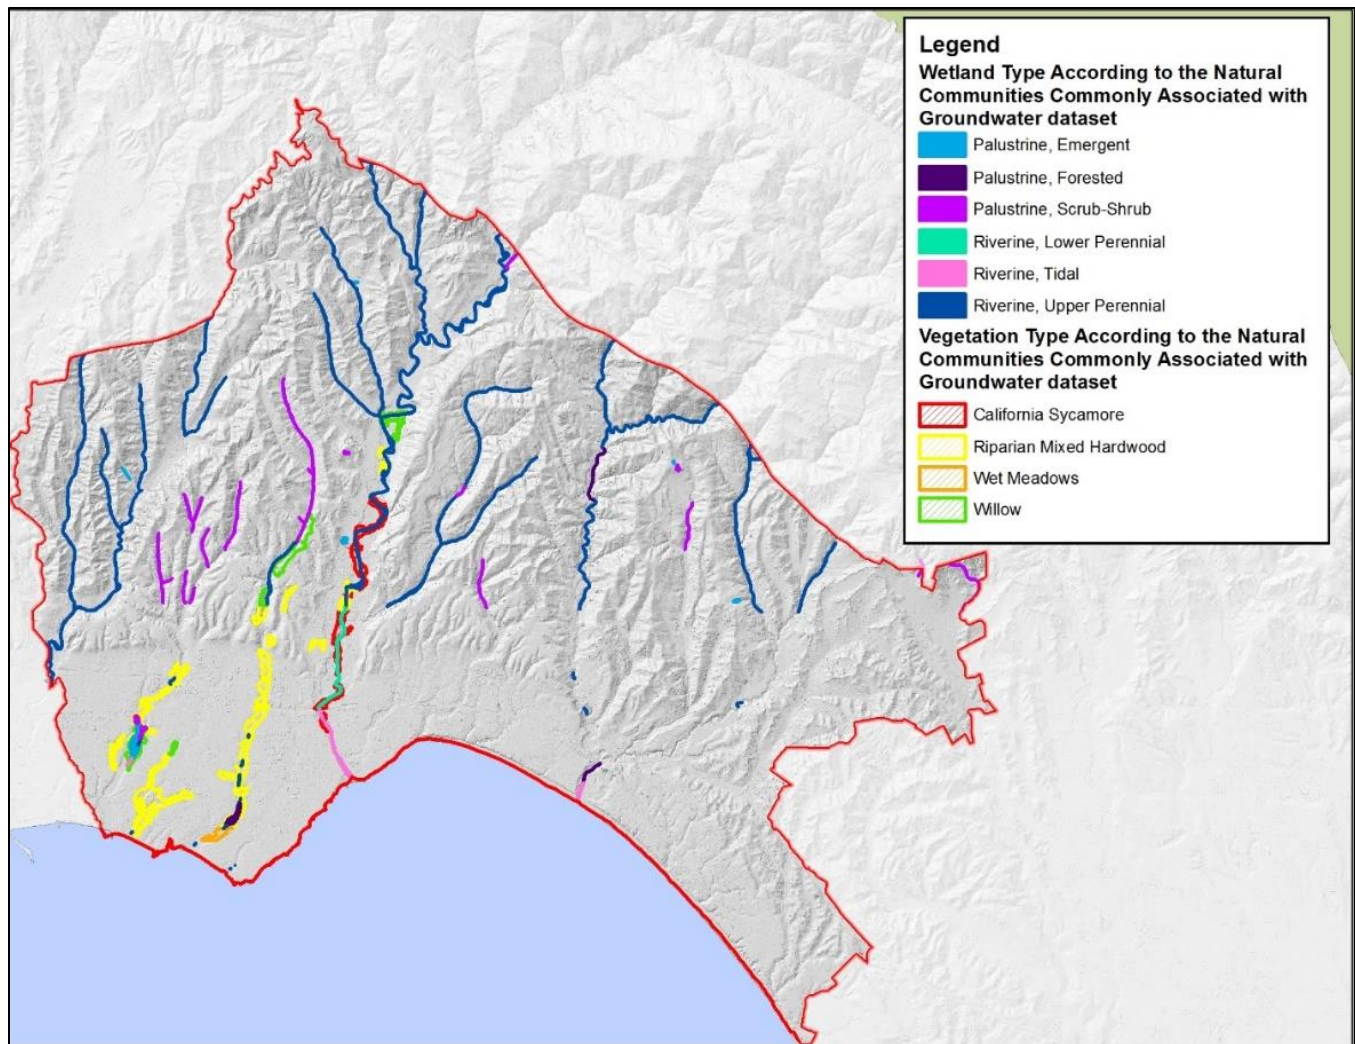 Legend
Wetland Type According to the Natural
Communities Commonly Associated with
Groundwater dataset
Palustrine, Emergent
Palustrine, Forested
Palustrine, Scrub-Shrub
Riverine, Lower Perennial
Riverine, Tidal
Riverine, Upper Perennial
Vegetation Type According to the Natural
Communities Commonly Associated with
Groundwater dataset
California Sycamore
Riparian Mixed Hardwood
Wet Meadows
Willow